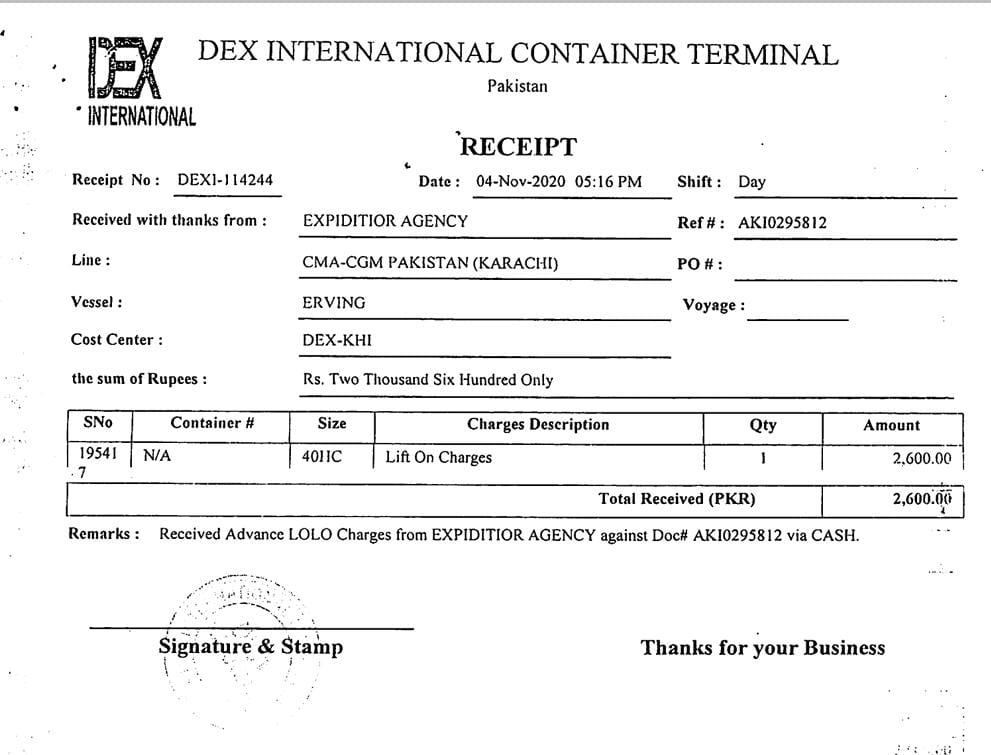 DEX
INTERNATIONAL
DEX INTERNATIONAL CONTAINER TERMINAL
Pakistan
RECEIPT
Receipt No : DEX1-114244 Date : 04-Nov-2020 05:16 PM Shift : Day
Received with thanks from : EXPIDITIOR AGENCY Ref # : AKI0295812
Line : CMA-CGM PAKISTAN (KARACHI) PO # :
Vessel : ERVING Voyage :
Cost Center : DEX-KHI
the sum of Rupees : Rs. Two Thousand Six Hundred Only
SNo Container # Size Charges Description Qty Amount
19541 N/A 40HC Lift On Charges 1 2,600.00
7
Total Received (PKR) 2,600.00
Remarks : Received Advance LOLO Charges from EXPIDITIOR AGENCY against Doc# AKI0295812 via CASH.
Signature & Stamp Thanks for your Business